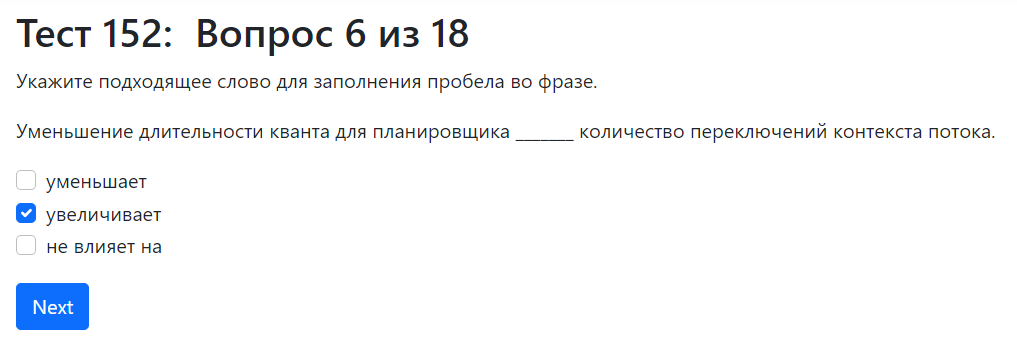 Тест 152: Вопрос 6 из 18
Укажите подходящее слово для заполнения пробела во фразе.
Уменьшение длительности кванта для планировщика _______ количество переключений контекста потока.
уменьшает
увеличивает
не влияет на
Next